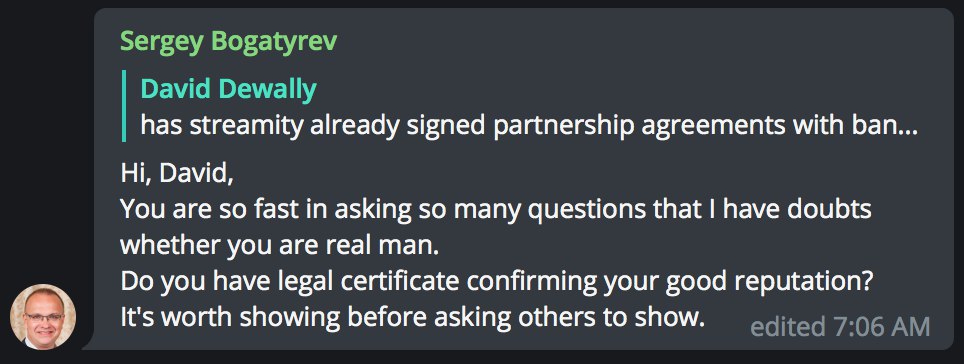 Sergey Bogatyrev
David Dewally
has streamity already signed partnership agreements with ban...
Hi, David,
You are so fast in asking so many questions that I have doubts
whether you are real man.
Do you have legal certificate confirming your good reputation?
It's worth showing before asking others to show.
edited 7:06 AM